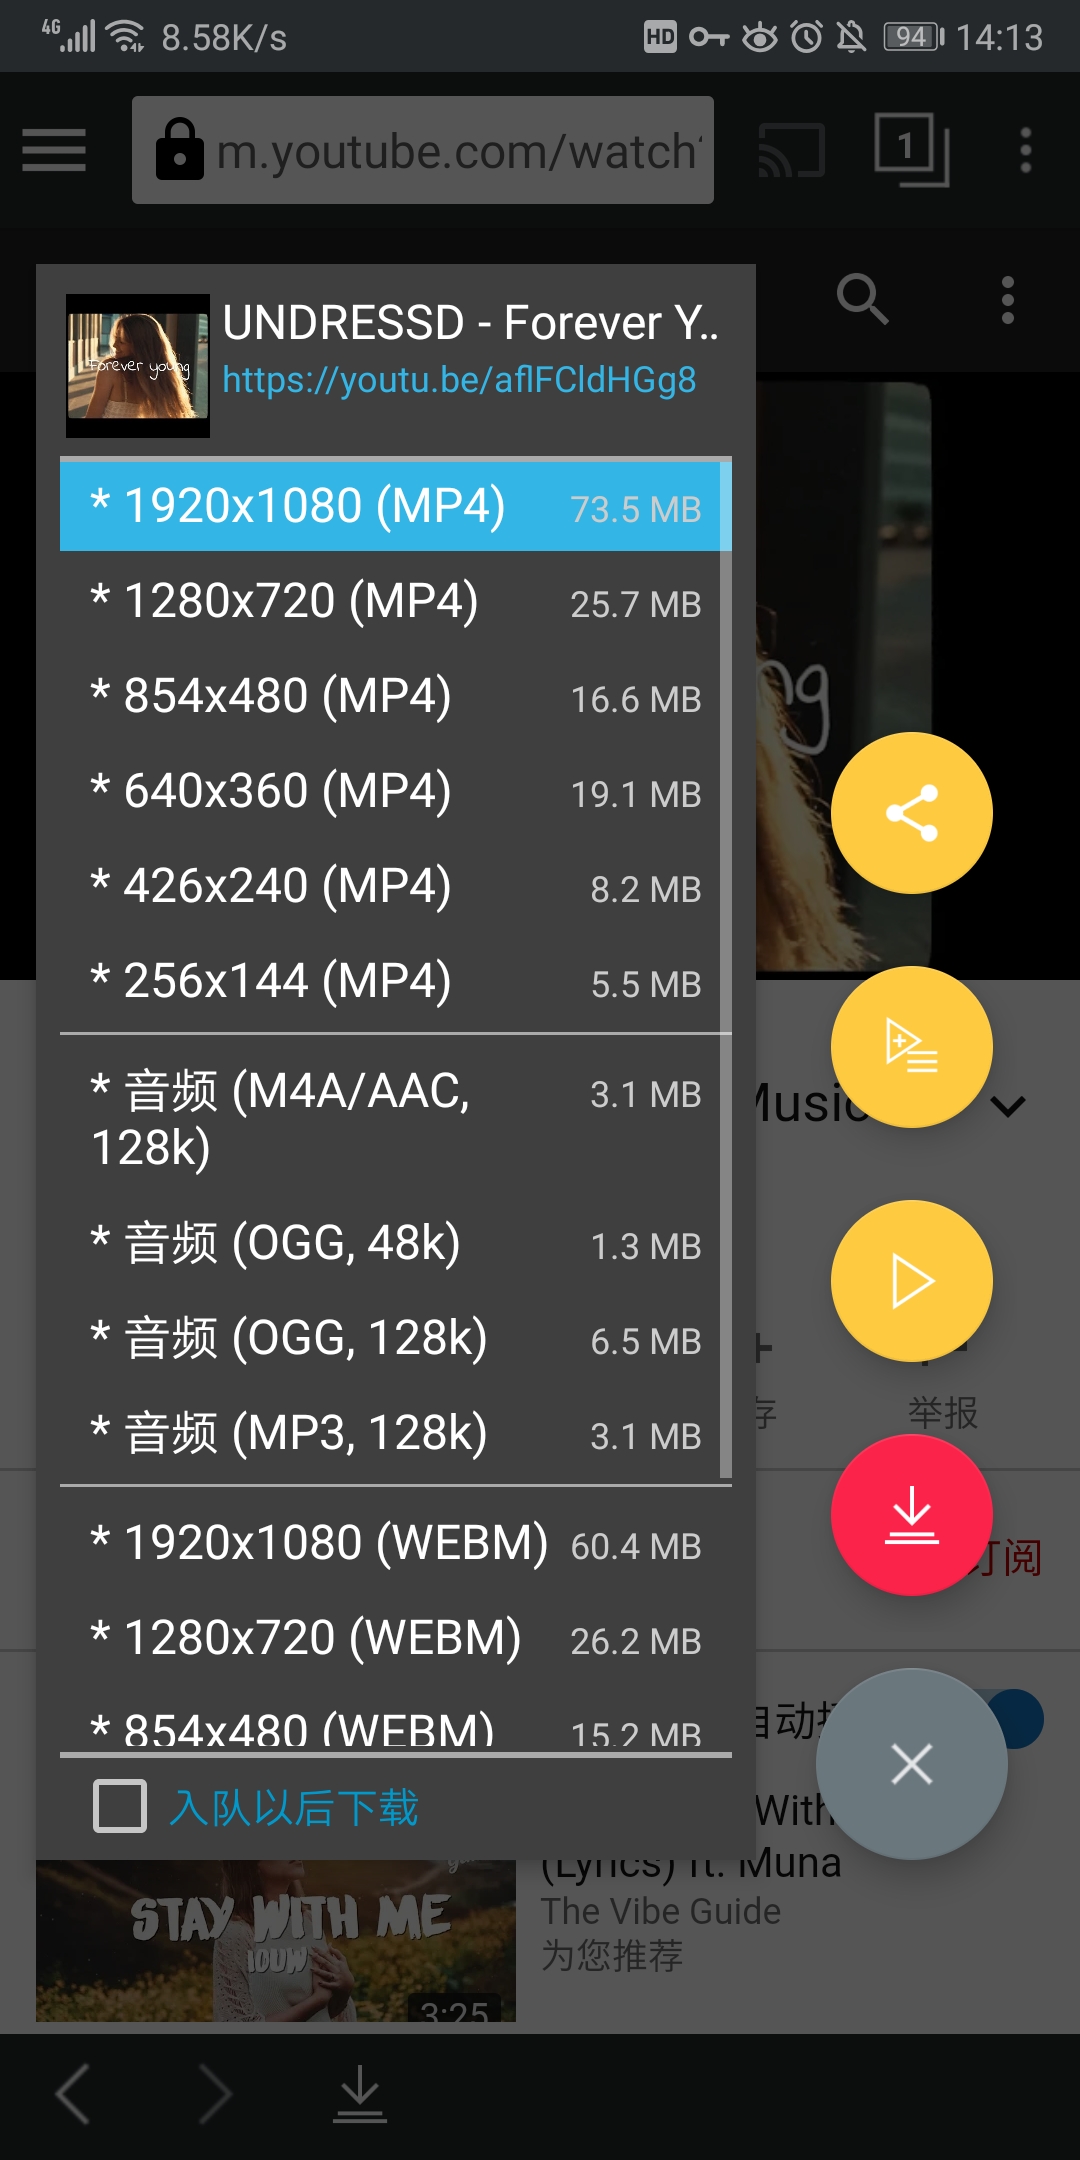 4G 8.58K/s HD 94 14:13
m.youtube.com/watch
1
Forever young
UNDRESSD - Forever Y..
https://youtu.be/aflFCldHGg8
* 1920x1080 (MP4) 73.5 MB
* 1280x720 (MP4) 25.7 MB
* 854x480 (MP4) 16.6 MB
* 640x360 (MP4) 19.1 MB
* 426x240 (MP4) 8.2 MB
* 256x144 (MP4) 5.5 MB
* 音频 (M4A/AAC, 3.1 MB
128k)
Music
* 音频 (OGG, 48k) 1.3 MB
* 音频 (OGG, 128k) 6.5 MB
存 举报
* 音频 (MP3, 128k) 3.1 MB
* 1920x1080 (WEBM) 60.4 MB
订阅
* 1280x720 (WEBM) 26.2 MB
* 854x480 (WEBM) 15.2 MB
自动播
入队以后下载
With
(Lyrics) ft. Muna
The Vibe Guide
为您推荐
STAY WITH ME
IOUW
3:25